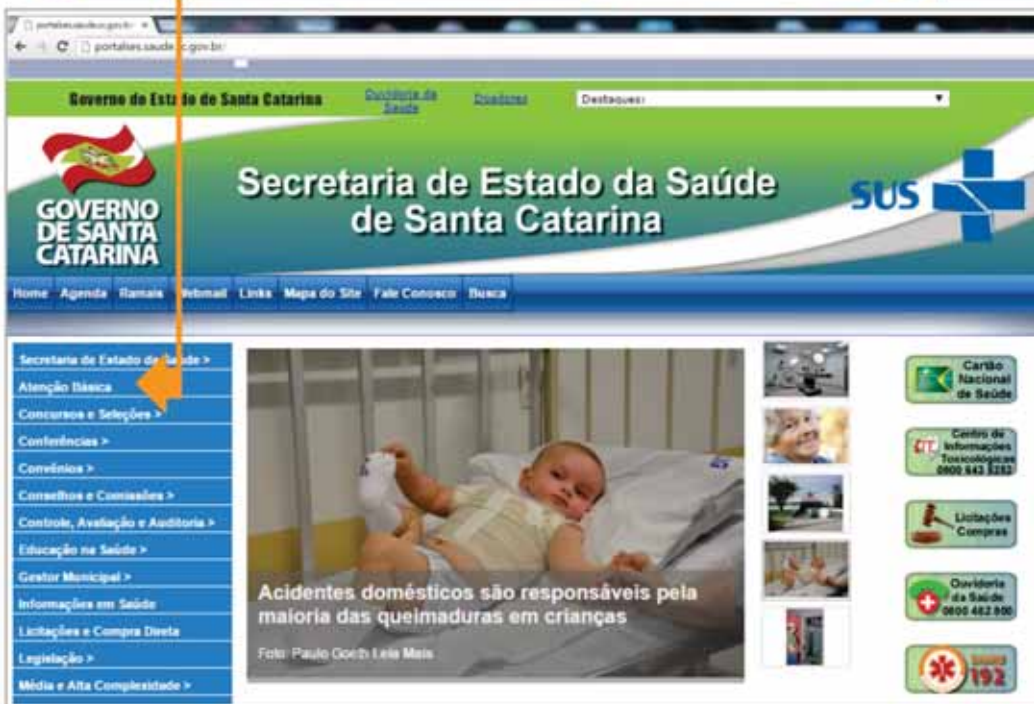 portalses.saude.sc.gov.br/
Governo do Estado de Santa Catarina
Ouvidoria da
Saúde
Doadores
Destaques:
GOVERNO
DE SANTA
CATARINA
Secretaria de Estado da Saúde
de Santa Catarina
SUS
Home Agenda Ramais Webmail Links Mapa do Site Fale Conosco Busca
Secretaria de Estado da Saúde >
Atenção Básica
Concursos e Seleções >
Conferências >
Convênios >
Conselhos e Comissões >
Controle, Avaliação e Auditoria >
Educação na Saúde >
Gestor Municipal >
Informações em Saúde
Licitações e Compra Direta
Legislação >
Média e Alta Complexidade >
Acidentes domésticos são responsáveis pela
maioria das queimaduras em crianças
Foto: Paulo Goeth Leia Mais
Cartão
Nacional
de Saúde
CIT
Centro de
Informações
Toxicológicas
0800 643 5252
Licitações
Compras
Ouvidoria
da Saúde
0800 482 800
192